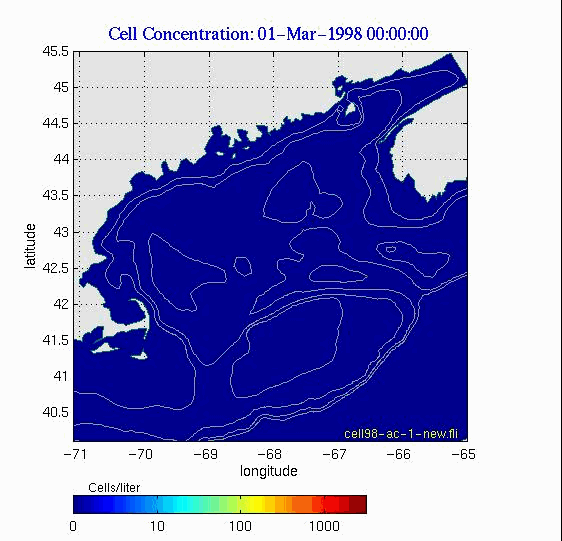 Cell Concentration: 01-Mar-1998 00:00:00
45.5
45
44.5
44
43.5
43
42.5
42
41.5
41
40.5
latitude
cell98-ac-1-new.fli
-71 -70 -69 -68 -67 -66 -65
longitude
Cells/liter
0 10 100 1000